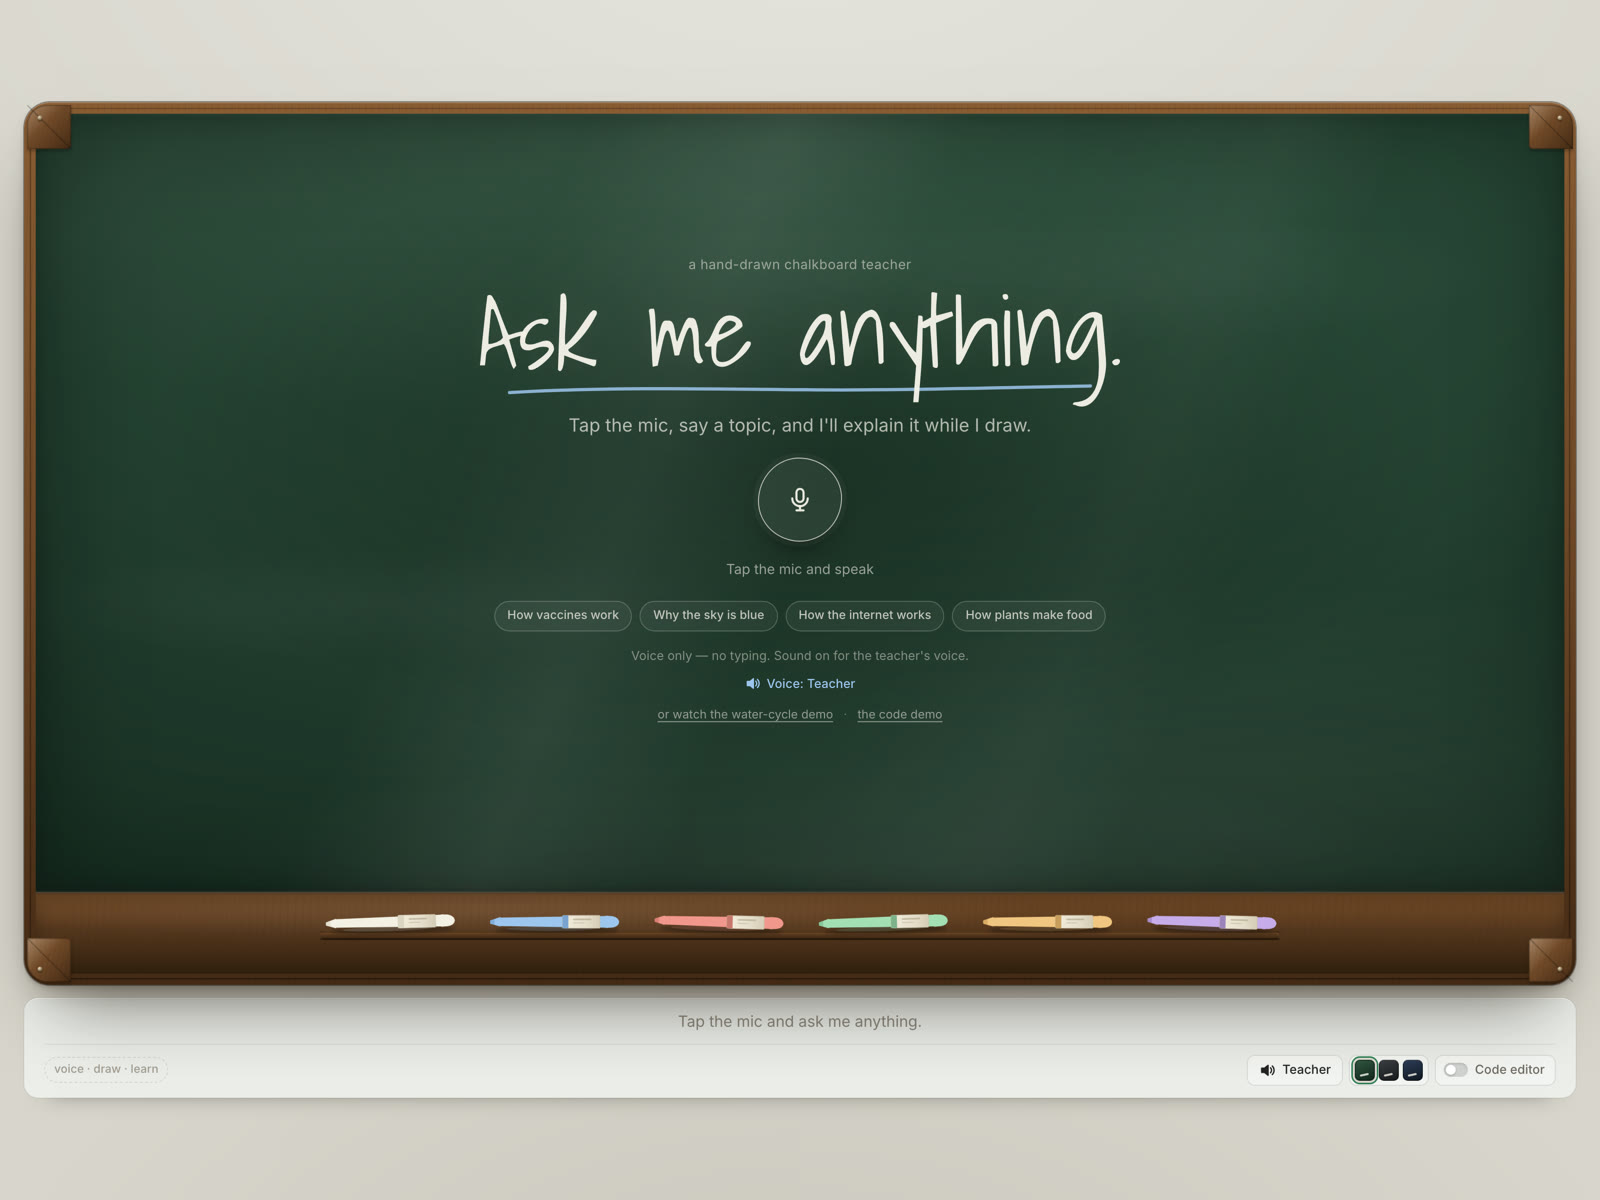 a hand-drawn chalkboard teacher
Ask me anything.
Tap the mic, say a topic, and I'll explain it while I draw.
Tap the mic and speak
How vaccines work Why the sky is blue How the internet works How plants make food
Voice only — no typing. Sound on for the teacher's voice.
Voice: Teacher
or watch the water-cycle demo · the code demo
Tap the mic and ask me anything.
voice · draw · learn Teacher Code editor